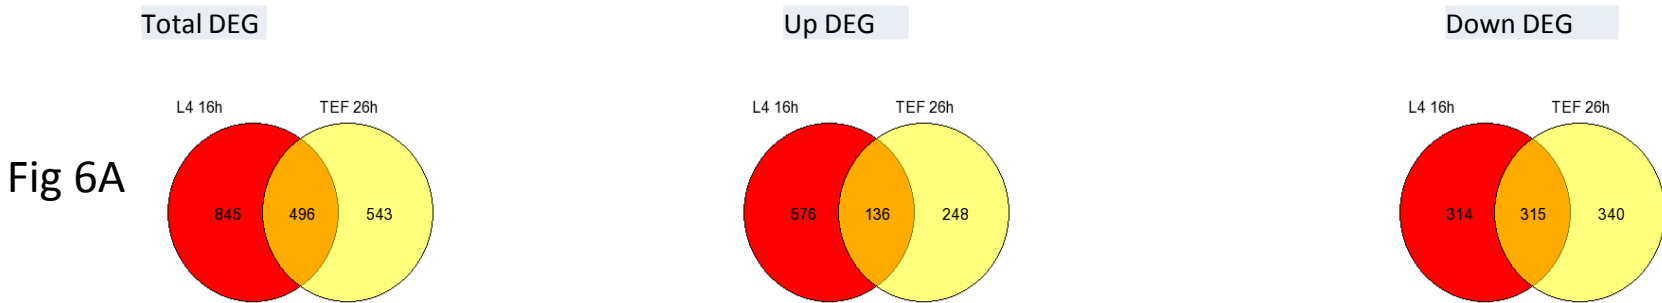 Total DEG
Up DEG
Down DEG
L4 16h TEF 26h
L4 16h TEF 26h
L4 16h TEF 26h
Fig 6A
845 496 543
576 136 248
314 315 340